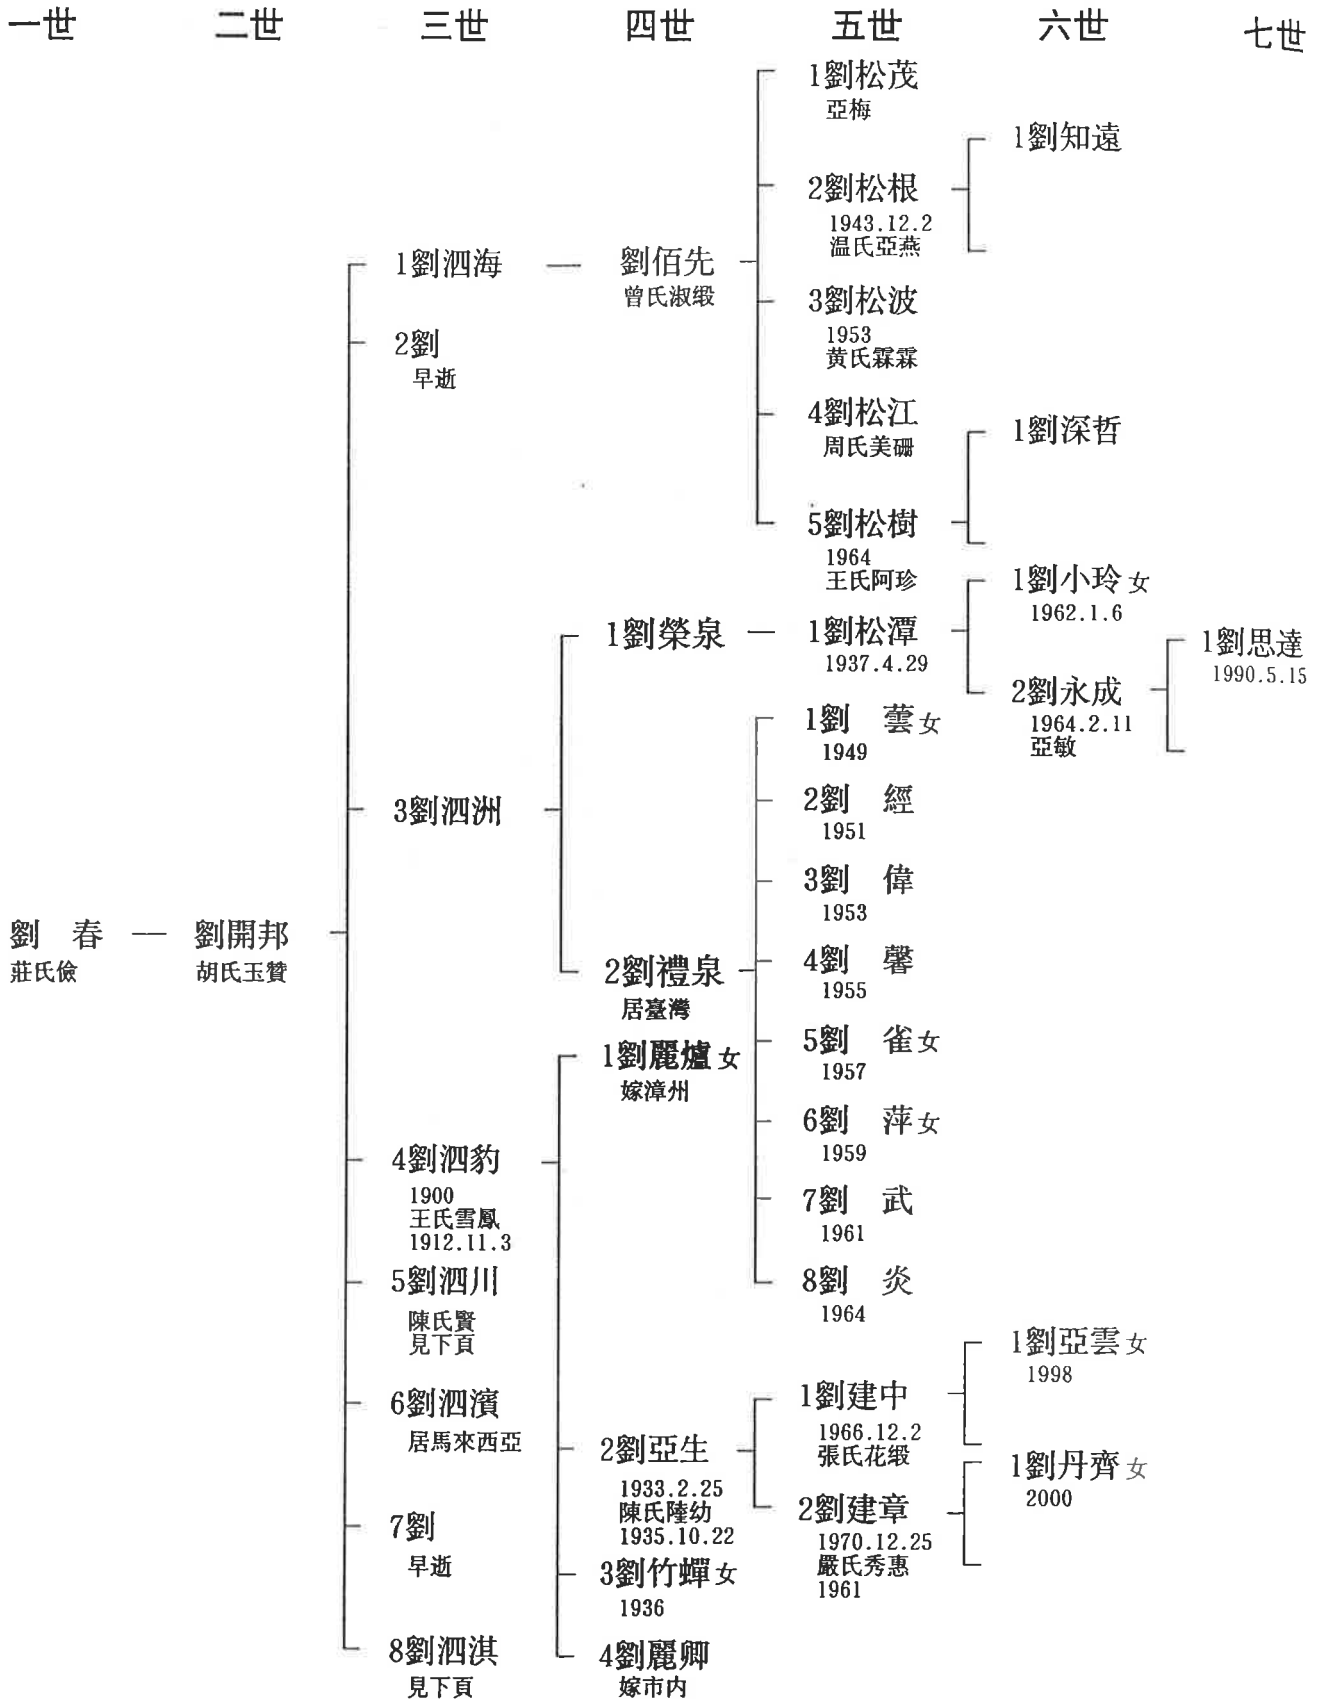 一世 二世 三世 四世 五世 六世 七世
劉 春
莊氏儉
劉開邦
胡氏玉贊
1劉泗海
2劉
早逝
3劉泗洲
4劉泗豹
1900
王氏雪鳳
1912.11.3
5劉泗川
陳氏賢
見下頁
6劉泗濱
居馬來西亞
7劉
早逝
8劉泗淇
見下頁
劉佰先
曾氏淑緞
1劉榮泉
2劉禮泉
居臺灣
1劉麗爐女
嫁漳州
2劉亞生
1933.2.25
陳氏陸幼
1935.10.22
3劉竹蟬女
1936
4劉麗卿
嫁市内
1劉松茂
亞梅
2劉松根
1943.12.2
温氏亞燕
3劉松波
1953
黄氏霖霖
4劉松江
周氏美珊
5劉松樹
1964
王氏阿珍
1劉松潭
1937.4.29
1劉 蕓女
1949
2劉 經
1951
3劉 偉
1953
4劉 馨
1955
5劉 雀女
1957
6劉 萍女
1959
7劉 武
1961
8劉 炎
1964
1劉建中
1966.12.2
張氏花緞
2劉建章
1970.12.25
嚴氏秀惠
1961
1劉知遠
1劉深哲
1劉小玲女
1962.1.6
2劉永成
1964.2.11
亞敏
1劉亞雲女
1998
1劉丹齊女
2000
1劉思達
1990.5.15